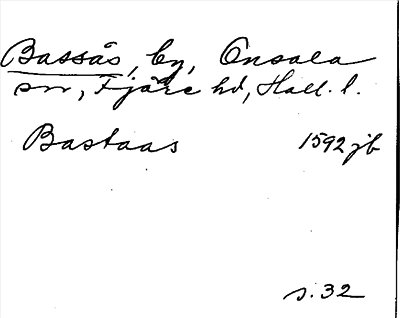 Bassås, by, Onsala
sn, Fjäre hd, Hall. l.
Bastaas 1592 jb
s. 32